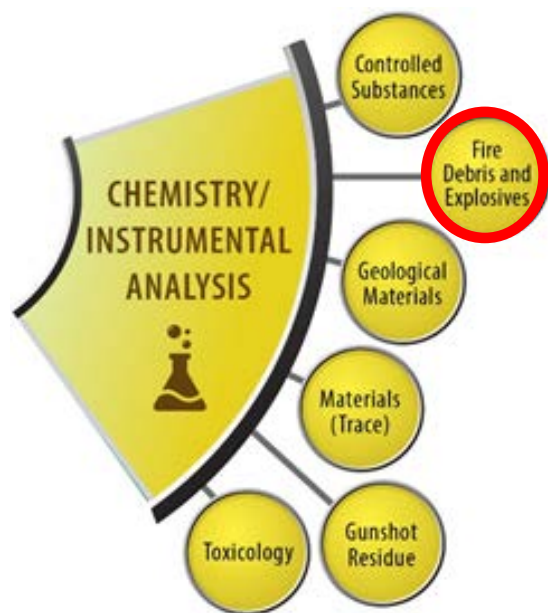 CHEMISTRY/
INSTRUMENTAL
ANALYSIS
Controlled
Substances
Fire
Debris and
Explosives
Geological
Materials
Materials
(Trace)
Gunshot
Residue
Toxicology